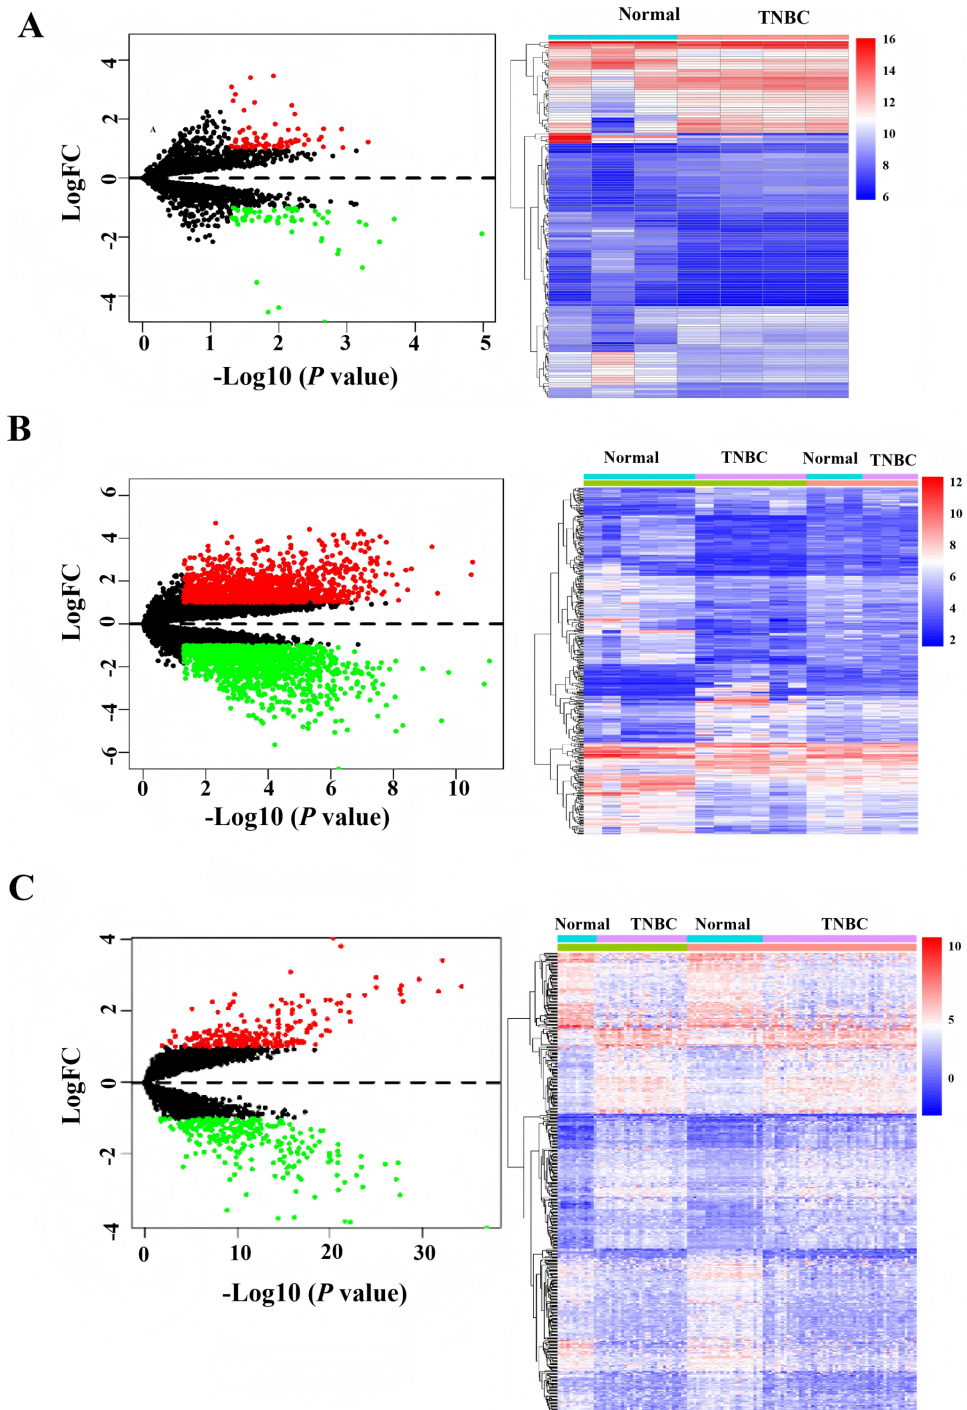 A
Normal TNBC
4
2
0
-2
-4
LogFC
A
0 1 2 3 4 5
-Log10 (P value)
16
14
12
10
8
6
B
Normal TNBC Normal TNBC
6
4
2
0
-2
-4
-6
LogFC
0 2 4 6 8 10
-Log10 (P value)
12
10
8
6
4
2
C
Normal TNBC Normal TNBC
4
2
0
-2
-4
LogFC
0 10 20 30
-Log10 (P value)
10
5
0